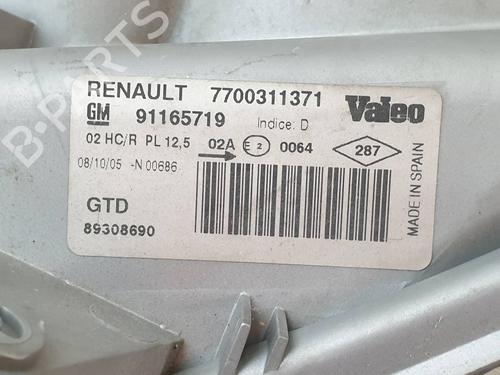 RENAULT 7700311371 Valeo
GM 91165719 Indice: D
02 HC/R PL 12,5 02A E 2 0064 287
08/10/05 -N 00686
GTD
89308690
MADE IN SPAIN
B-PARTS